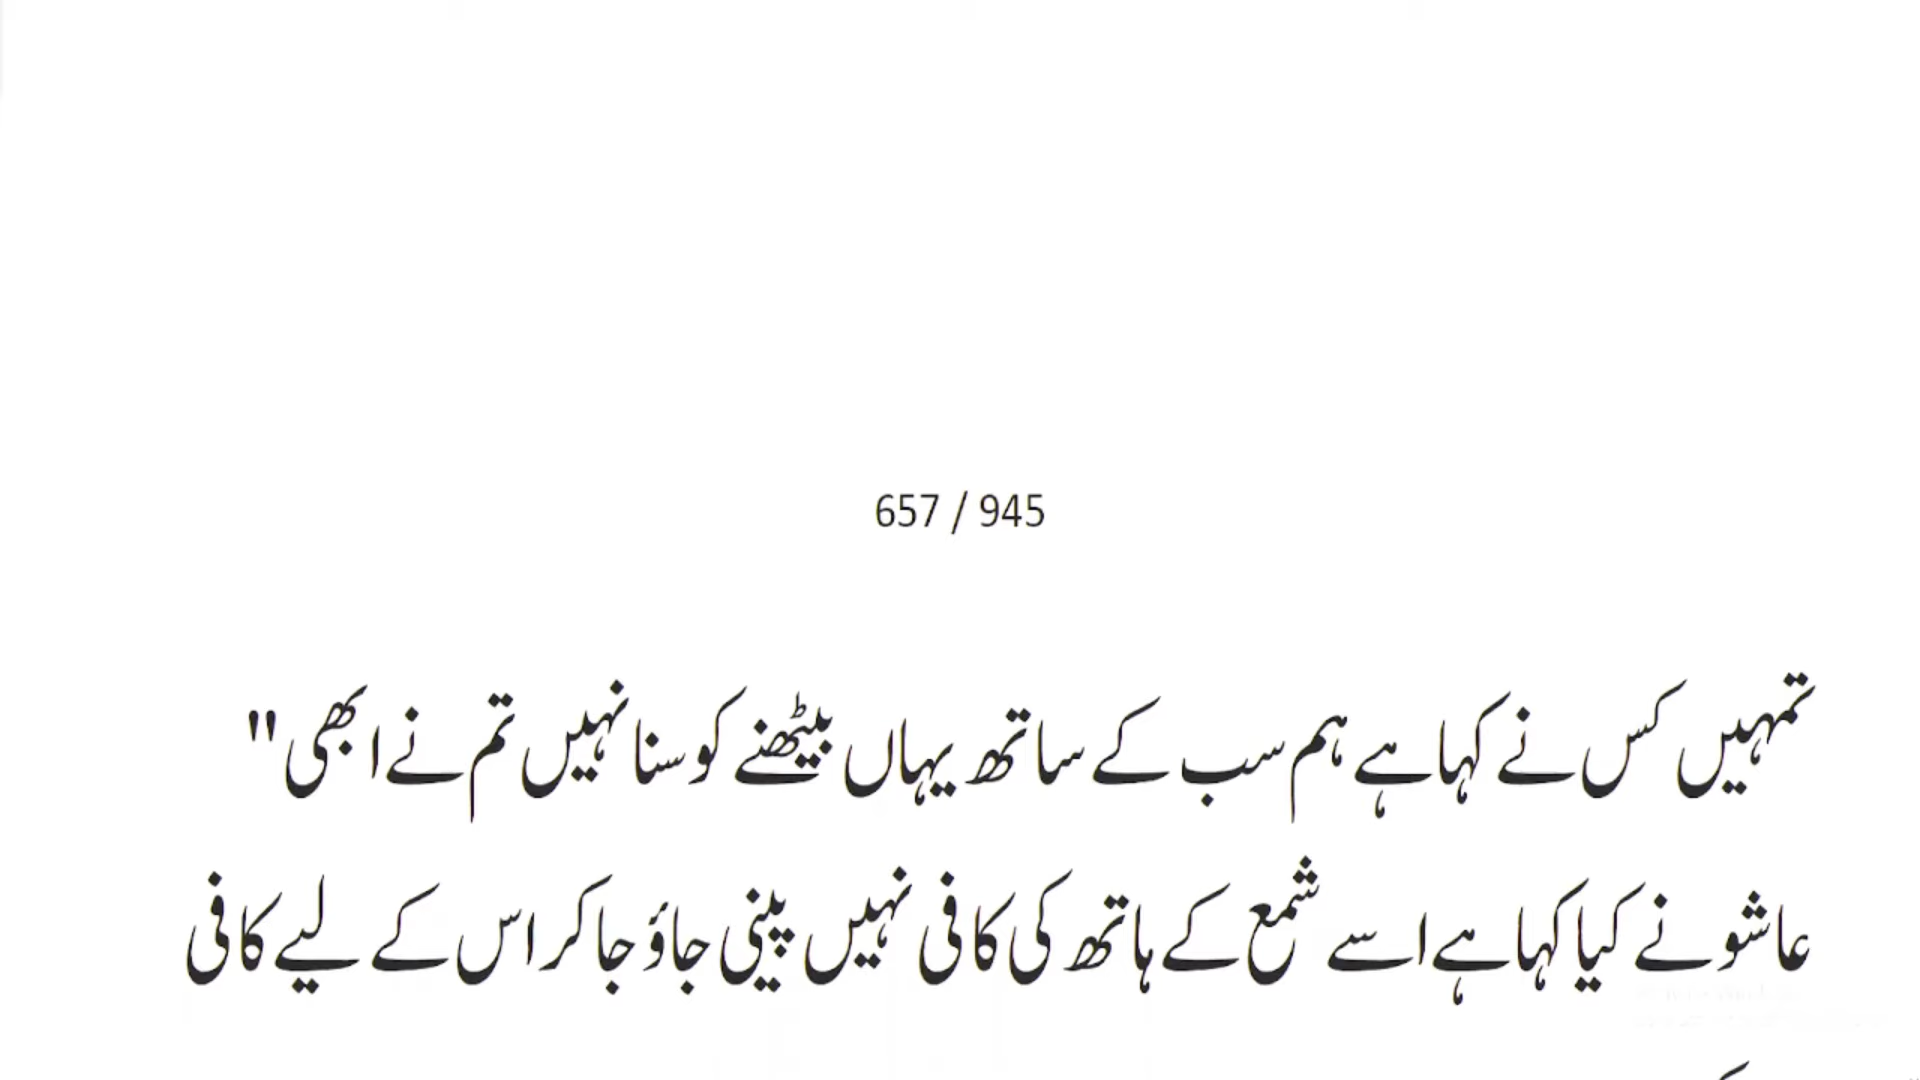 657 / 945
تمہیں کس نے کہا ہے ہم سب کے ساتھ یہاں بیٹھنے کو سنا نہیں تم نے ابھی "
عاشو نے کیا کہا ہے اسے شمع کے ہاتھ کی کافی نہیں پینی جاؤ جا کر اس کے لیے کافی